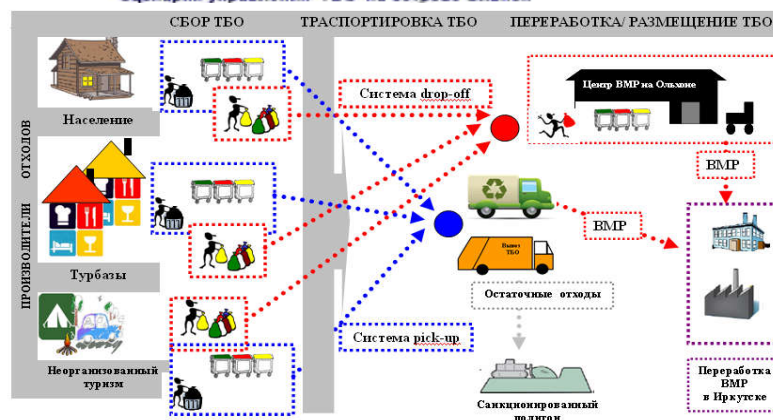 СБОР ТБО
ТРАСПОРТИРОВКА ТБО
ПЕРЕРАБОТКА/ РАЗМЕЩЕНИЕ ТБО
ПРОИЗВОДИТЕЛИ ОТХОДОВ
Население
Турбазы
Неорганизованный
туризм
Система drop-off
Центр ВМР на Ольхоне
ВМР
ВМР
Вывоз
ТБО
Остаточные отходы
Система pick-up
Санкционированный
полигон
Переработка
ВМР
в Иркутске